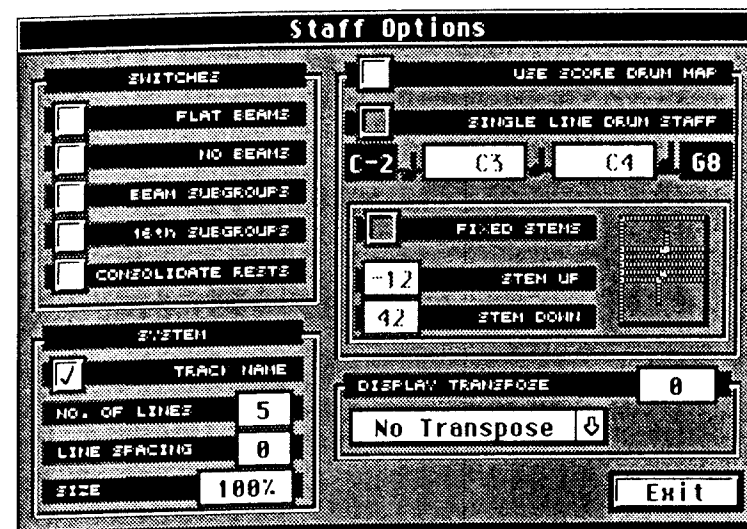 Staff Options
SWITCHES
FLAT BEAMS
NO BEAMS
BEAM SUBGROUPS
16th SUBGROUPS
CONSOLIDATE RESTS
SYSTEM
TRACK NAME
NO. OF LINES 5
LINE SPACING 0
SIZE 100%
USE SCORE DRUM MAP
SINGLE LINE DRUM STAFF
C-2 C3 C4 G8
FIXED STEMS
-12 STEM UP
42 STEM DOWN
DISPLAY TRANSPOSE 0
No Transpose
Exit